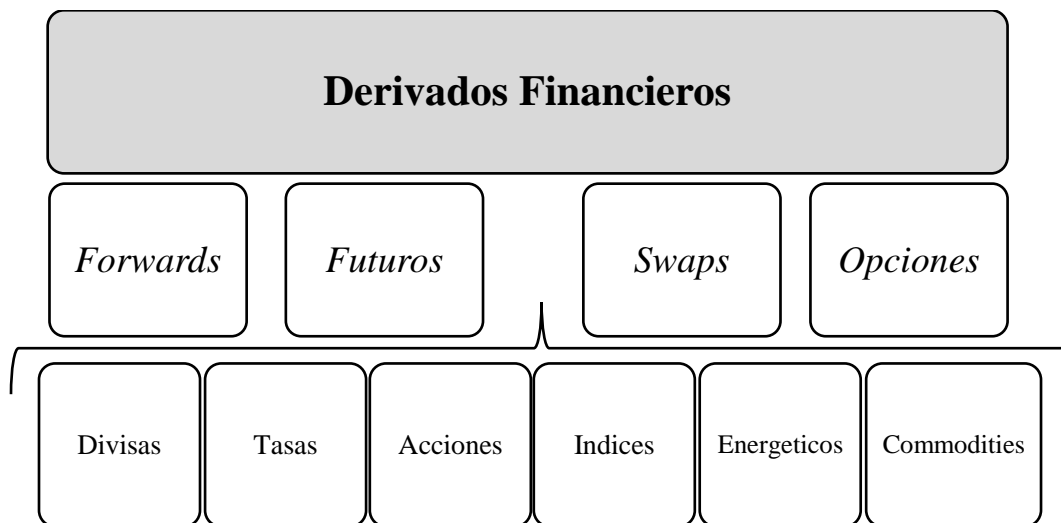 Derivados Financieros
Forwards
Futuros
Swaps
Opciones
Divisas
Tasas
Acciones
Indices
Energeticos
Commodities